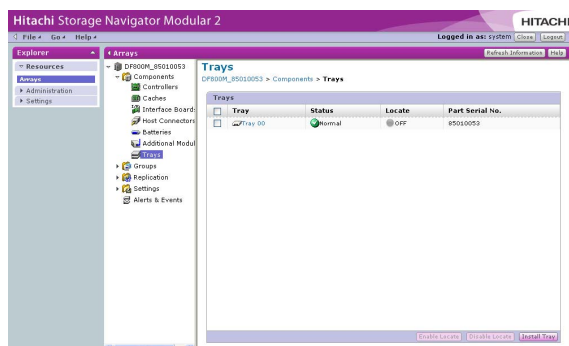 Hitachi Storage Navigator Modular 2
HITACHI
File Go Help
Logged in as: system Close Logout
Explorer
Arrays
Refresh Information Help
Resources
Arrays
Administration
Settings
DF800M_85010053
Components
Controllers
Caches
Interface Boards
Host Connectors
Batteries
Additional Modul
Trays
Groups
Replication
Settings
Alerts & Events
Trays
DF800M_85010053 > Components > Trays
Trays
Tray Status Locate Part Serial No.
Tray 00 Normal OFF 85010053
Enable Locate Disable Locate Install Tray